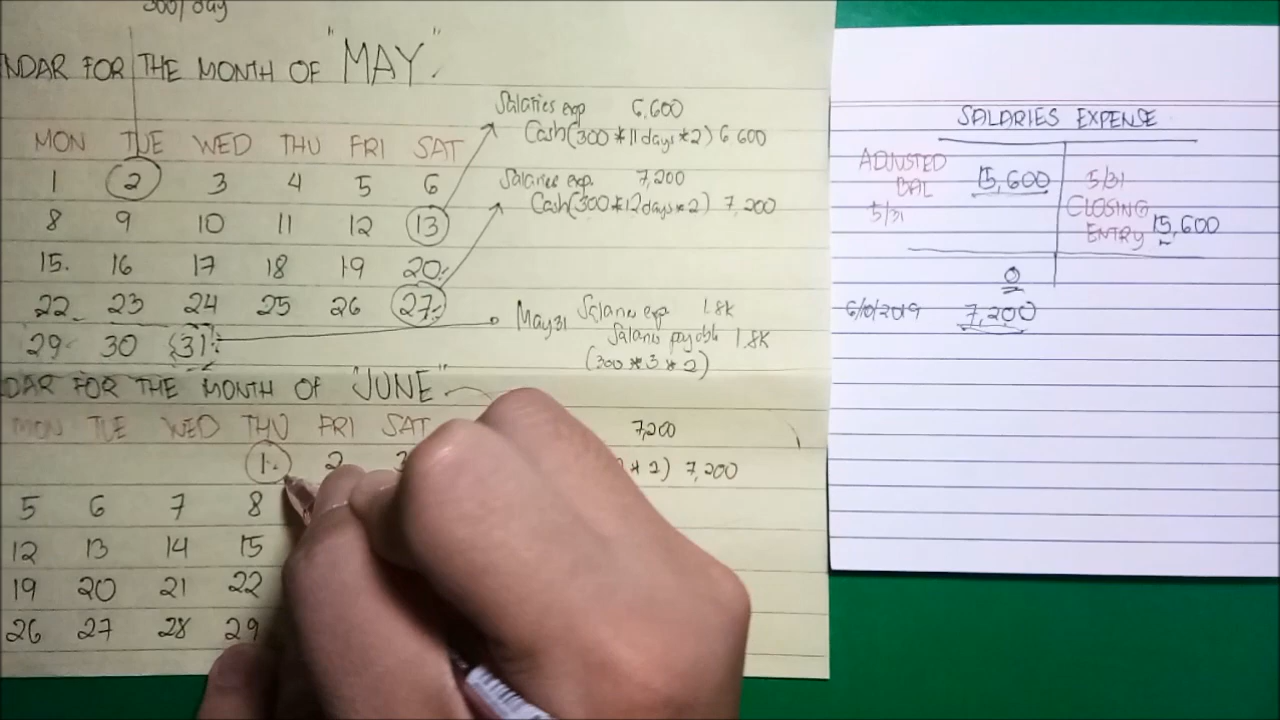 300/day
NDAR FOR THE MONTH OF "MAY".
MON TUE WED THU FRI SAT
1 2 3 4 5 6
8 9 10 11 12 13
15. 16 17 18 19 20
22 23 24 25 26 27
29 30 31
Salaries exp 6,600
Cash (300*11days*2) 6,600
Salaries exp. 7,200
Cash (300*12days*2) 7,200
May 31 Salaries exp. 1.8K
Salaries payable 1.8K
(300*3*2)
DAR FOR THE MONTH OF "JUNE"
MON TUE WED THU FRI SAT
1 2
5 6 7 8
12 13 14 15
19 20 21 22
26 27 28 29
7,200
* 2) 7,200
SALARIES EXPENSE
ADJUSTED BAL 5/31 15,600
5/31 CLOSING ENTRY 15,600
0
6/10/2019 7,200